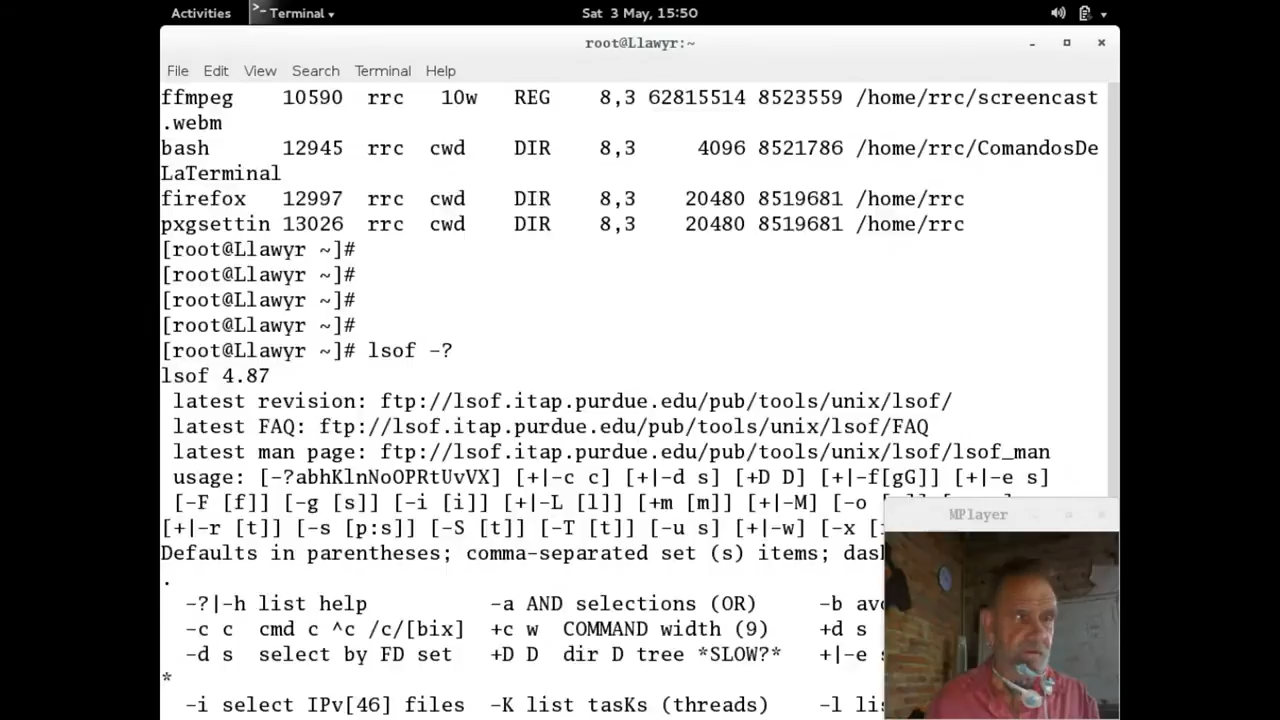 Activities Terminal Sat 3 May, 15:50
root@Llawyr:~
File Edit View Search Terminal Help
ffmpeg 10590 rrc 10w REG 8,3 62815514 8523559 /home/rrc/screencast
.webm
bash 12945 rrc cwd DIR 8,3 4096 8521786 /home/rrc/ComandosDe
LaTerminal
firefox 12997 rrc cwd DIR 8,3 20480 8519681 /home/rrc
pxgsettin 13026 rrc cwd DIR 8,3 20480 8519681 /home/rrc
[root@Llawyr ~]#
[root@Llawyr ~]#
[root@Llawyr ~]#
[root@Llawyr ~]#
[root@Llawyr ~]# lsof -?
lsof 4.87
latest revision: ftp://lsof.itap.purdue.edu/pub/tools/unix/lsof/
latest FAQ: ftp://lsof.itap.purdue.edu/pub/tools/unix/lsof/FAQ
latest man page: ftp://lsof.itap.purdue.edu/pub/tools/unix/lsof/lsof_man
usage: [-?abhKlnNoOPRtUvVX] [+|-c c] [+|-d s] [+D D] [+|-f[gG]] [+|-e s]
[-F [f]] [-g [s]] [-i [i]] [+|-L [l]] [+m [m]] [+|-M] [-o
MPlayer
[+|-r [t]] [-s [p:s]] [-S [t]] [-T [t]] [-u s] [+|-w] [-x
Defaults in parentheses; comma-separated set (s) items;
.
-?|-h list help -a AND selections (OR) -b
-c c cmd c ^c /c/[bix] +c w COMMAND width (9) +d s
-d s select by FD set +D D dir D tree *SLOW?* +|-e
*
-i select IPv[46] files -K list tasKs (threads) -l